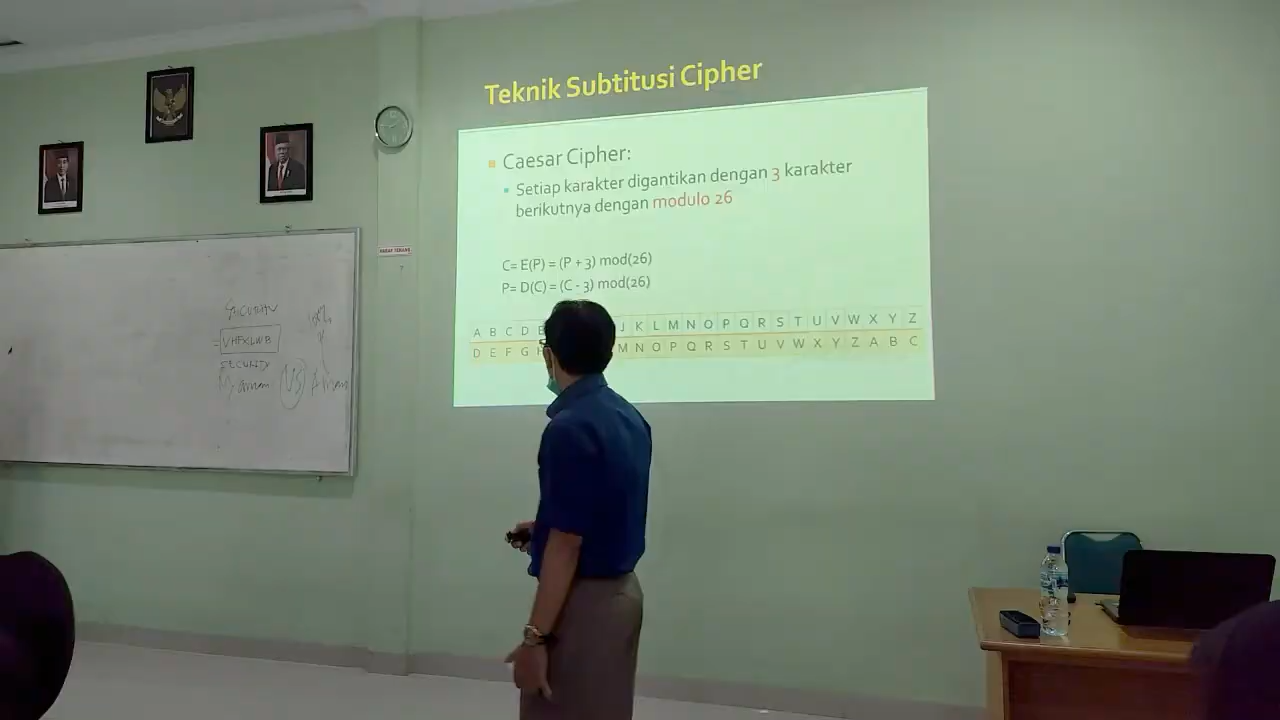 Teknik Subtitusi Cipher
Caesar Cipher:
Setiap karakter digantikan dengan 3 karakter
berikutnya dengan modulo 26
C= E(P) = (P + 3) mod(26)
P= D(C) = (C - 3) mod(26)
A B C D J K L M N O P Q R S T U V W X Y Z
D E F G M N O P Q R S T U V W X Y Z A B C
SECURITY
Aman